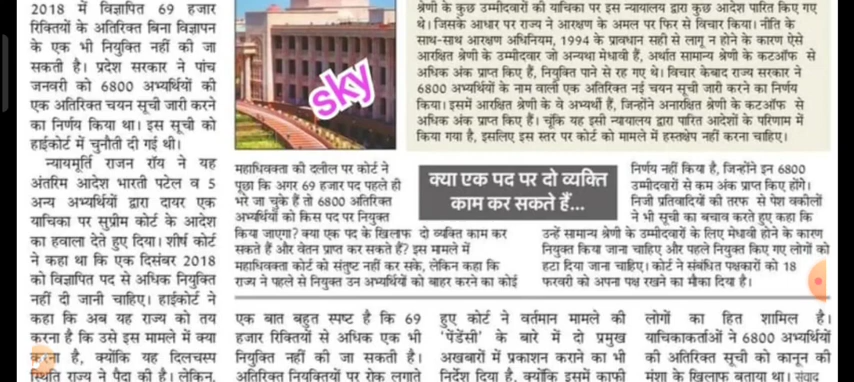 2018 में विज्ञापित 69 हजार
रिक्तियों के अतिरिक्त बिना विज्ञापन
के एक भी नियुक्ति नहीं की जा
सकती है। प्रदेश सरकार ने पांच
जनवरी को 6800 अभ्यर्थियों की
एक अतिरिक्त चयन सूची जारी करने
का निर्णय किया था। इस सूची को
हाईकोर्ट में चुनौती दी गई थी।
न्यायमूर्ति राजन रॉय ने यह
अंतरिम आदेश भारती पटेल व 5
अन्य अभ्यर्थियों द्वारा दायर एक
याचिका पर सुप्रीम कोर्ट के आदेश
का हवाला देते हुए दिया। शीर्ष कोर्ट
ने कहा था कि एक दिसंबर 2018
को विज्ञापित पद से अधिक नियुक्ति
नहीं दी जानी चाहिए। हाईकोर्ट ने
कहा कि अब यह राज्य को तय
करना है कि उसे इस मामले में क्या
करना है, क्योंकि यह दिलचस्प
स्थिति राज्य ने पैदा की है। लेकिन,
sky
श्रेणी के कुछ उम्मीदवारों की याचिका पर इस न्यायालय द्वारा कुछ आदेश पारित किए गए
थे। जिसके आधार पर राज्य ने आरक्षण के अमल पर फिर से विचार किया। नीति के
साथ-साथ आरक्षण अधिनियम, 1994 के प्रावधान सही से लागू न होने के कारण ऐसे
आरक्षित श्रेणी के उम्मीदवार जो अन्यथा मेधावी हैं, अर्थात सामान्य श्रेणी के कटऑफ से
अधिक अंक प्राप्त किए हैं, नियुक्ति पाने से रह गए थे। विचार केबाद राज्य सरकार ने
6800 अभ्यर्थियों के नाम वाली एक अतिरिक्त नई चयन सूची जारी करने का निर्णय
किया। इसमें आरक्षित श्रेणी के वे अभ्यर्थी हैं, जिन्होंने अनारक्षित श्रेणी के कटऑफ से
अधिक अंक प्राप्त किए हैं। चूंकि यह इसी न्यायालय द्वारा पारित आदेशों के परिणाम में
किया गया है, इसलिए इस स्तर पर कोर्ट को मामले में हस्तक्षेप नहीं करना चाहिए।
क्या एक पद पर दो व्यक्ति
काम कर सकते हैं...
महाधिवक्ता की दलील पर कोर्ट ने
पूछा कि अगर 69 हजार पद पहले ही
भरे जा चुके हैं तो 6800 अतिरिक्त
अभ्यर्थियों को किस पद पर नियुक्त
किया जाएगा? क्या एक पद के खिलाफ दो व्यक्ति काम कर
सकते हैं और वेतन प्राप्त कर सकते हैं? इस मामले में
महाधिवक्ता कोर्ट को संतुष्ट नहीं कर सके, लेकिन कहा कि
राज्य ने पहले से नियुक्त उन अभ्यर्थियों को बाहर करने का कोई
निर्णय नहीं किया है, जिन्होंने इन 6800
उम्मीदवारों से कम अंक प्राप्त किए होंगे।
निजी प्रतिवादियों की तरफ से पेश वकीलों
ने भी सूची का बचाव करते हुए कहा कि
उन्हें सामान्य श्रेणी के उम्मीदवारों के लिए मेधावी होने के कारण
नियुक्त किया जाना चाहिए और पहले नियुक्त किए गए लोगों को
हटा दिया जाना चाहिए। कोर्ट ने संबंधित पक्षकारों को 18
फरवरी को अपना पक्ष रखने का मौका दिया है।
एक बात बहुत स्पष्ट है कि 69
हजार रिक्तियों से अधिक एक भी
नियुक्ति नहीं की जा सकती है।
अतिरिक्त नियुक्तियों पर रोक लगाते
हुए कोर्ट ने वर्तमान मामले की
'पेंडेंसी' के बारे में दो प्रमुख
अखबारों में प्रकाशन कराने का भी
निर्देश दिया है, क्योंकि इसमें काफी
लोगों का हित शामिल है।
याचिकाकर्ताओं ने 6800 अभ्यर्थियों
की अतिरिक्त सूची को कानून की
मंशा के खिलाफ बताया था। संवाद